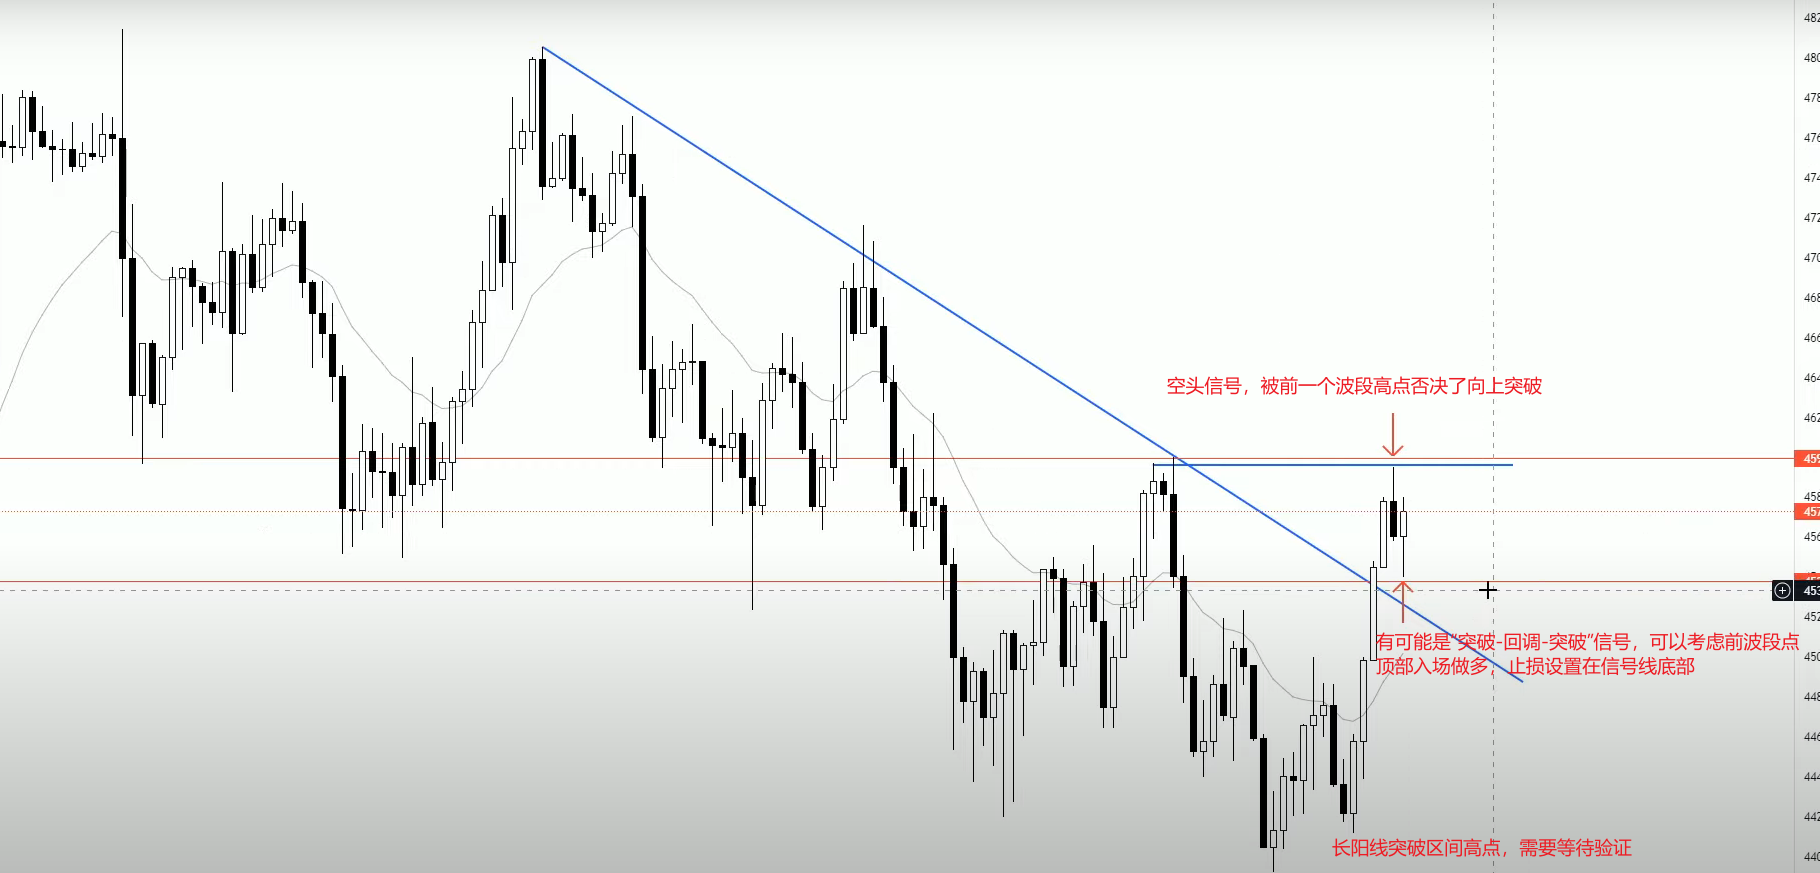 空头信号，被前一个波段高点否决了向上突破
有可能是“突破-回调-突破”信号，可以考虑前波段点
顶部入场做多，止损设置在信号线底部
长阳线突破区间高点，需要等待验证